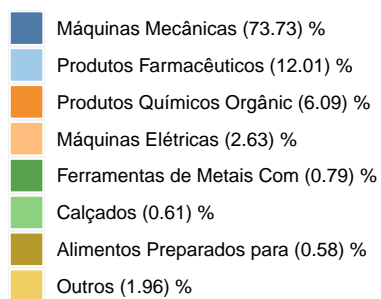 Máquinas Mecânicas (73.73) %
Produtos Farmacêuticos (12.01) %
Produtos Químicos Orgânic (6.09) %
Máquinas Elétricas (2.63) %
Ferramentas de Metais Com (0.79) %
Calçados (0.61) %
Alimentos Preparados para (0.58) %
Outros (1.96) %